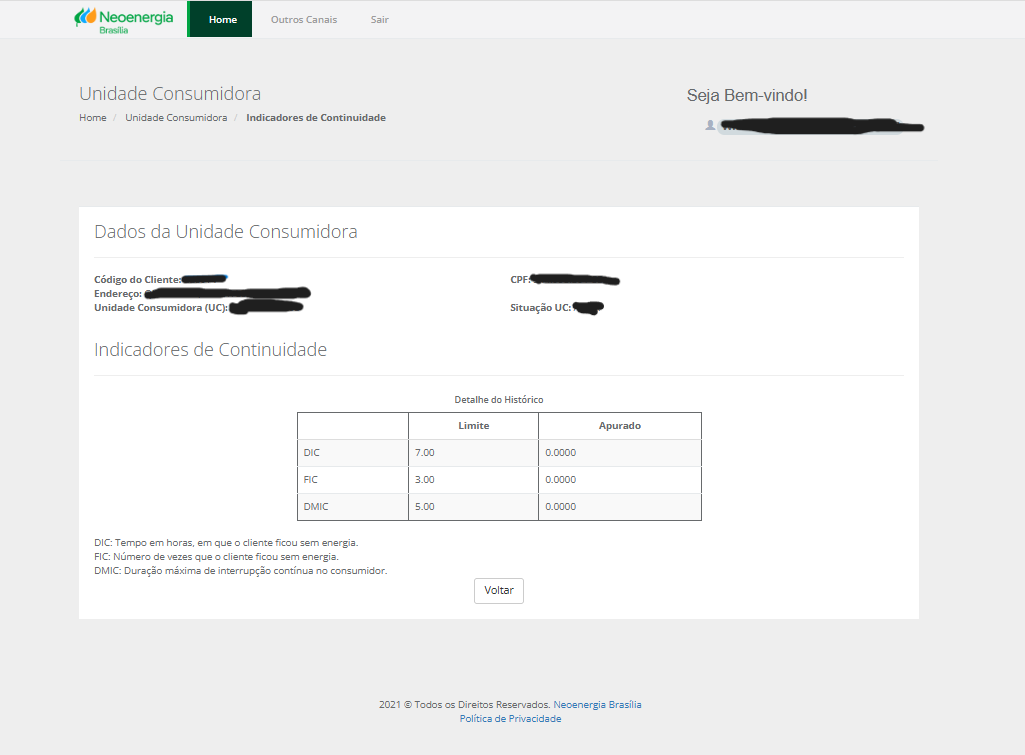 Neoenergia
Brasília
Home Outros Canais Sair
Unidade Consumidora
Home / Unidade Consumidora / Indicadores de Continuidade
Seja Bem-vindo!
Dados da Unidade Consumidora
Código do Cliente:
CPF:
Endereço:
Unidade Consumidora (UC):
Situação UC:
Indicadores de Continuidade
Detalhe do Histórico
Limite Apurado
DIC 7.00 0.0000
FIC 3.00 0.0000
DMIC 5.00 0.0000
DIC: Tempo em horas, em que o cliente ficou sem energia.
FIC: Número de vezes que o cliente ficou sem energia.
DMIC: Duração máxima de interrupção contínua no consumidor.
Voltar
2021 © Todos os Direitos Reservados. Neoenergia Brasília
Política de Privacidade